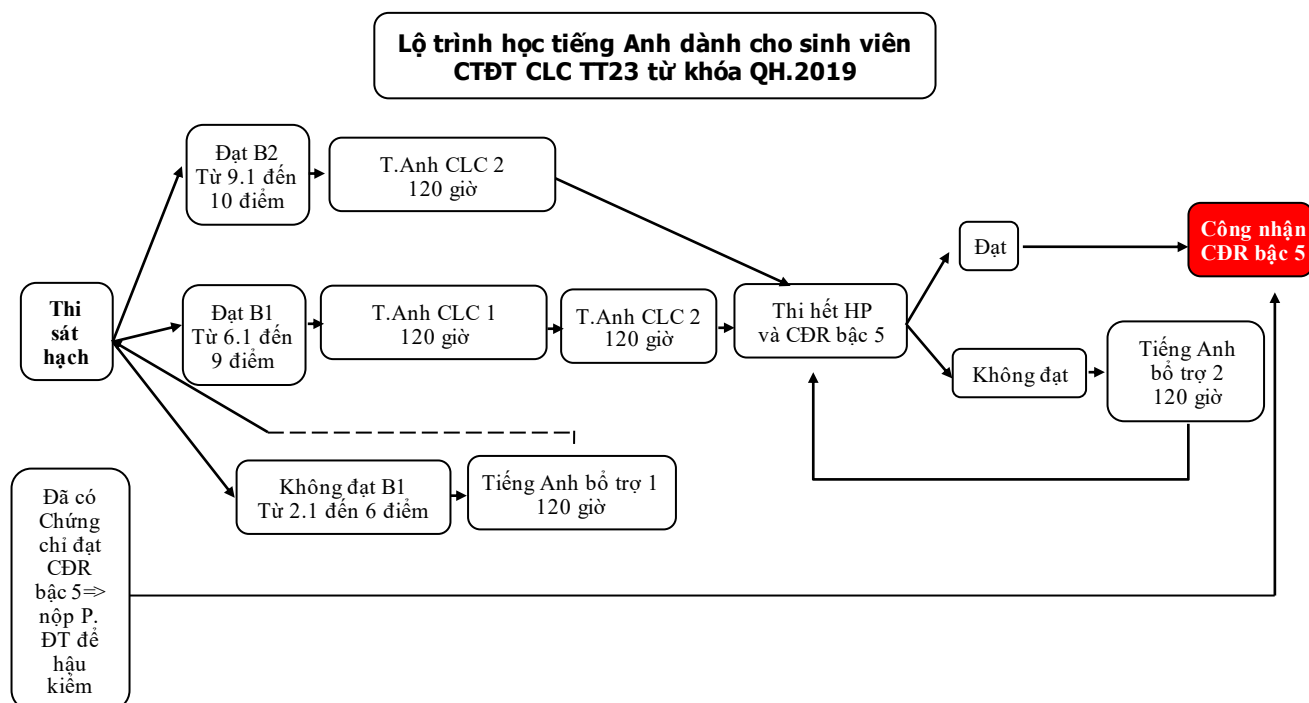 Lộ trình học tiếng Anh dành cho sinh viên
CTĐT CLC TT23 từ khóa QH.2019
Đạt B2
Từ 9.1 đến
10 điểm
T.Anh CLC 2
120 giờ
Thi
sát
hạch
Đạt B1
Từ 6.1 đến
9 điểm
T.Anh CLC 1
120 giờ
T.Anh CLC 2
120 giờ
Thi hết HP
và CĐR bậc 5
Đạt
Công nhận
CĐR bậc 5
Không đạt
Tiếng Anh
bổ trợ 2
120 giờ
Không đạt B1
Từ 2.1 đến 6 điểm
Tiếng Anh bổ trợ 1
120 giờ
Đã có
Chứng
chỉ đạt
CĐR
bậc 5=>
nộp P.
ĐT để
hậu
kiểm